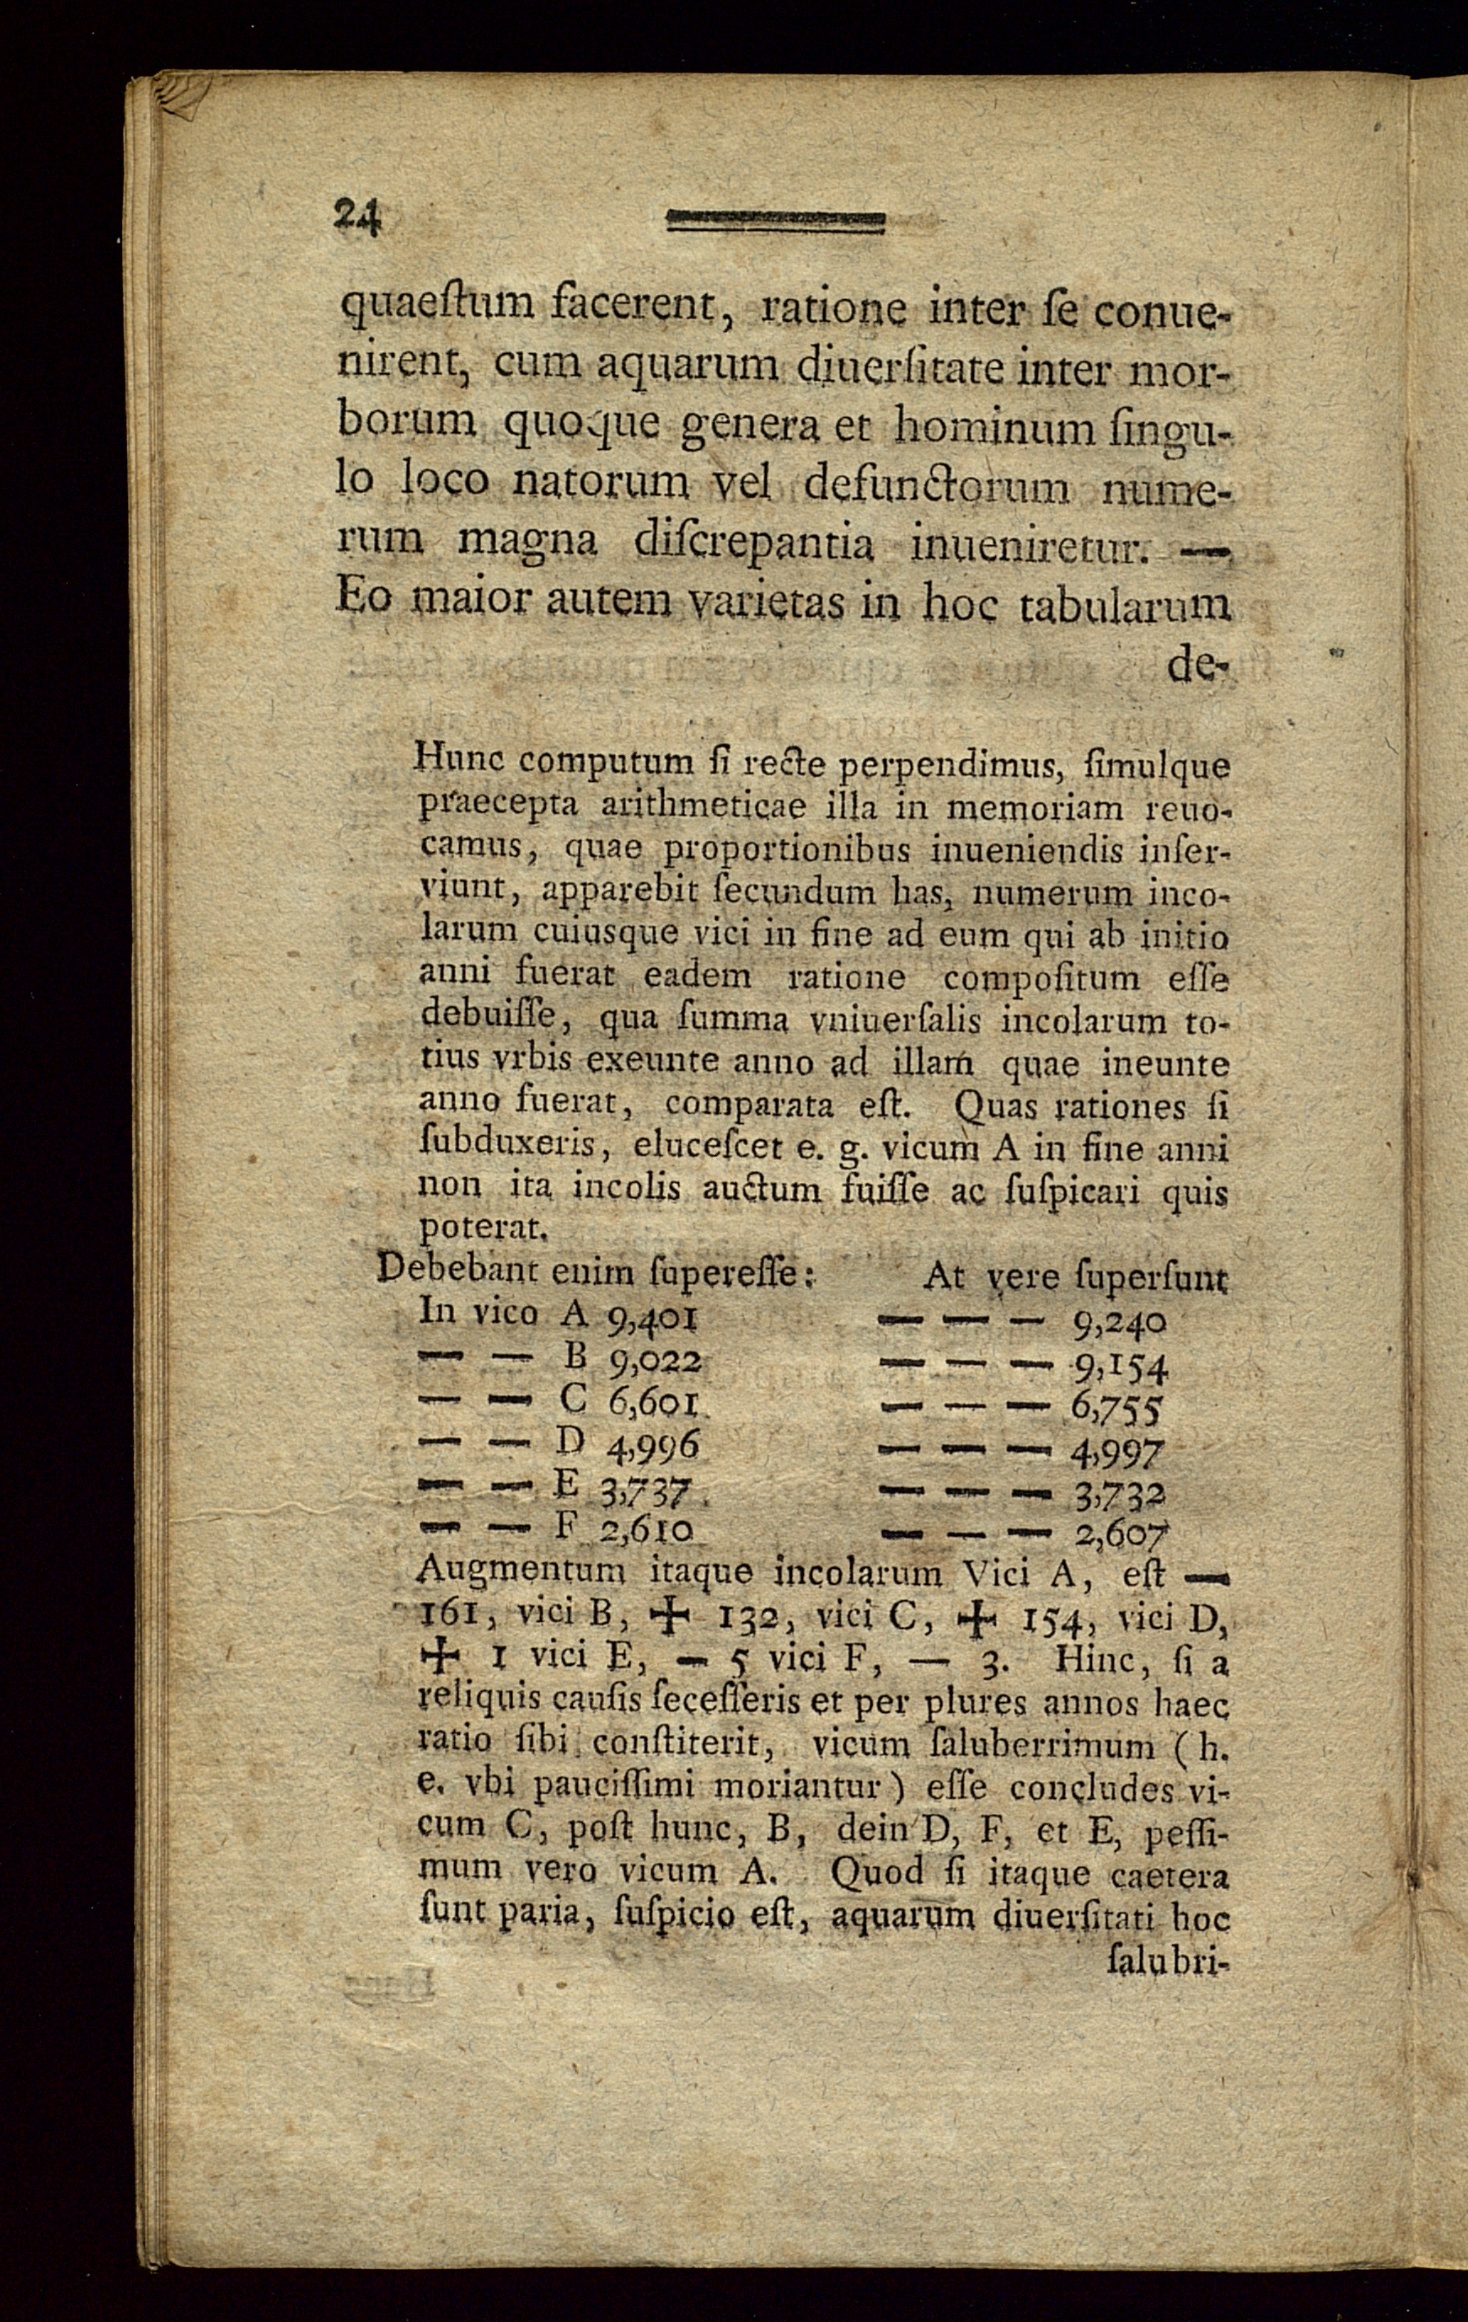 24
quaeſtum facerent, ratione inter ſe conue-
nirent, cum aquarum diuerſitate inter mor-
borum quoque genera et hominum ſingu-
lo loco natorum vel defunctorum nume-
rum magna diſcrepantia inueniretur. —
Eo maior autem varietas in hoc tabularum
de-
Hunc computum ſi recte perpendimus, ſimulque
praecepta arithmeticae illa in memoriam reuo-
camus, quae proportionibus inueniendis inſer-
viunt, apparebit ſecundum has, numerum inco-
larum cuiusque vici in fine ad eum qui ab initio
anni fuerat eadem ratione compoſitum eſſe
debuiſſe, qua ſumma vniuerſalis incolarum to-
tius vrbis exeunte anno ad illam quae ineunte
anno fuerat, comparata eſt. Quas rationes ſi
ſubduxeris, eluceſcet e. g. vicum A in fine anni
non ita incolis auctum fuiſſe ac ſuſpicari quis
poterat.
Debebant enim ſupereſſe: At vere ſuperſunt
In vico A 9,401 — — — 9,240
— — B 9,022 — — — 9,154
— — C 6,601 — — — 6,755
— — D 4,996 — — — 4,997
— — E 3,737 — — — 3,732
— — F 2,610 — — — 2,607
Augmentum itaque incolarum Vici A, eſt —
161, vici B, + 132, vici C, + 154, vici D,
+ 1 vici E, — 5 vici F, — 3. Hinc, ſi a
reliquis cauſis ſeceſſeris et per plures annos haec
ratio ſibi conſtiterit, vicum ſaluberrimum (h.
e. vbi pauciſſimi moriantur) eſſe concludes vi-
cum C, poſt hunc, B, dein D, F, et E, peſſi-
mum vero vicum A. Quod ſi itaque caetera
ſunt paria, ſuſpicio eſt, aquarum diuerſitati hoc
ſalubri-